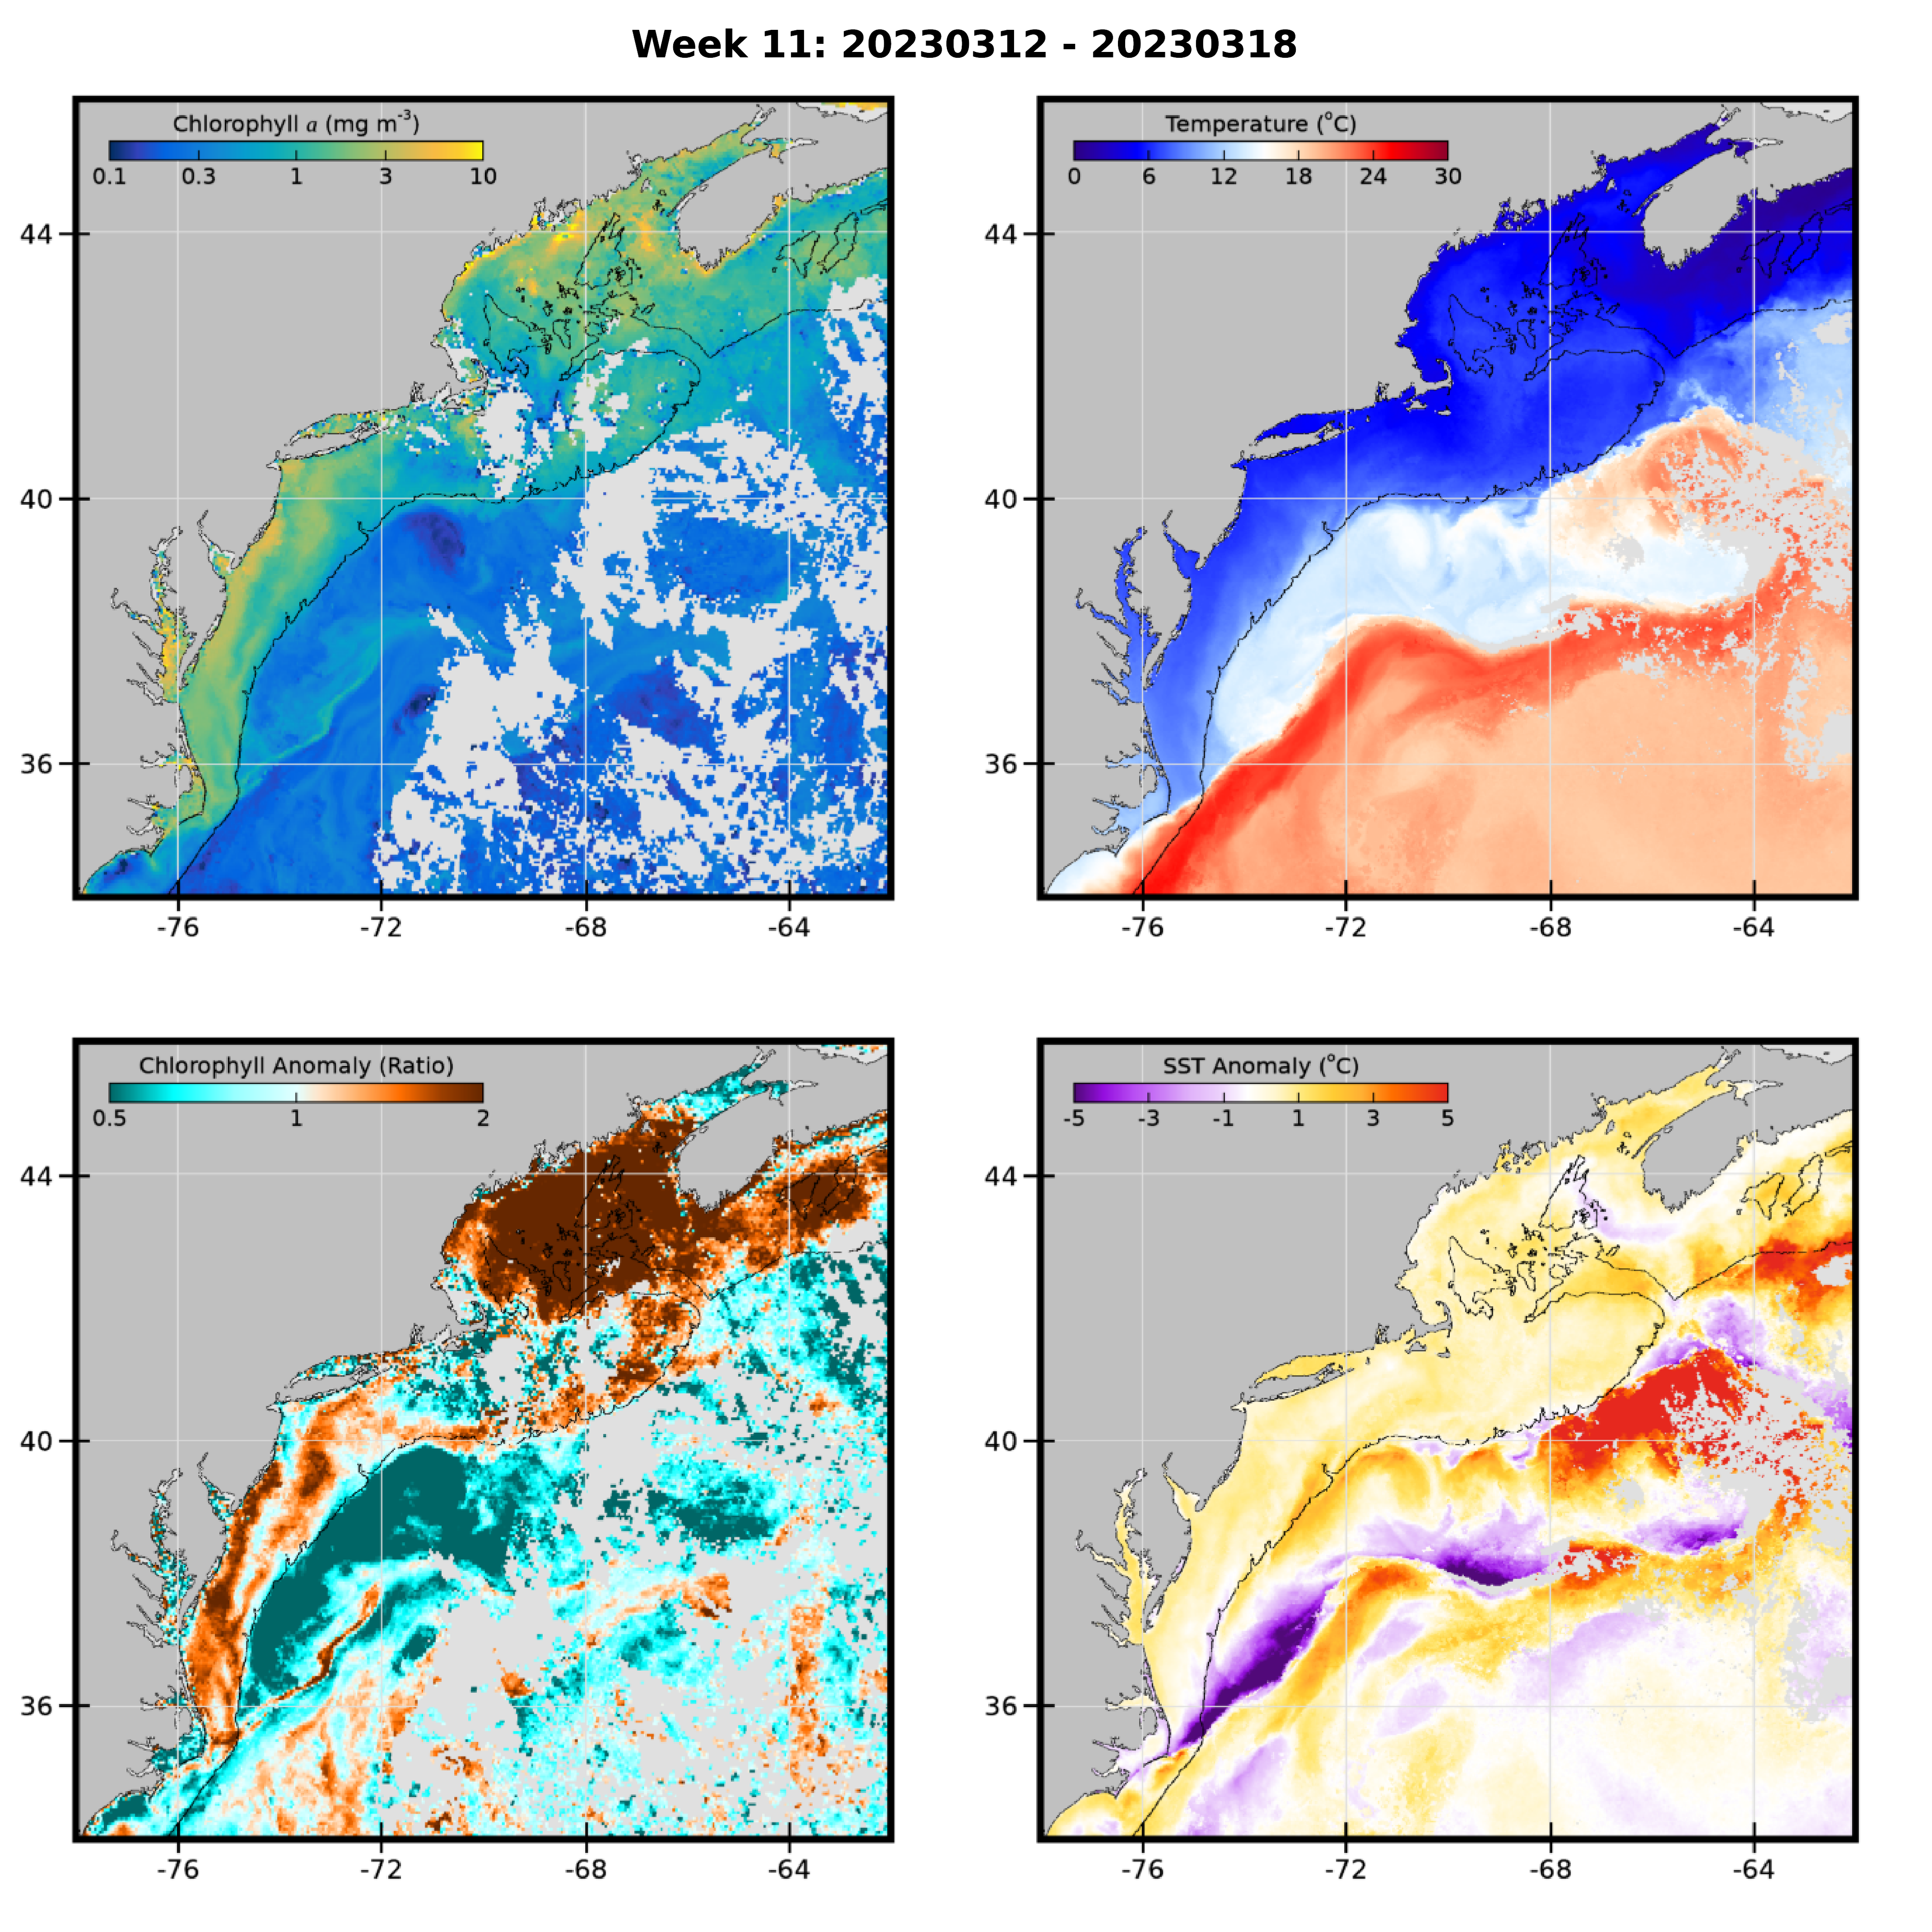 Week 11: 20230312 - 20230318
Chlorophyll a (mg m-3)
0.1 0.3 1 3 10
44
40
36
-76 -72 -68 -64
Temperature (°C)
0 6 12 18 24 30
44
40
36
-76 -72 -68 -64
Chlorophyll Anomaly (Ratio)
0.5 1 2
44
40
36
-76 -72 -68 -64
SST Anomaly (°C)
-5 -3 -1 1 3 5
44
40
36
-76 -72 -68 -64